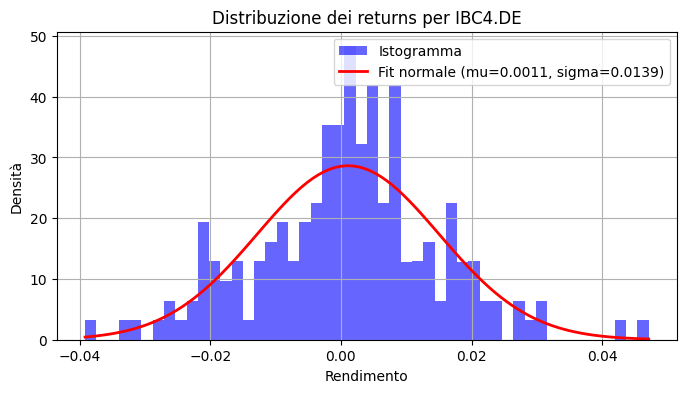 Distribuzione dei returns per IBC4.DE
Istogramma
Fit normale (mu=0.0011, sigma=0.0139)
Densità
50
40
30
20
10
0
−0.04
−0.02
0.00
0.02
0.04
Rendimento